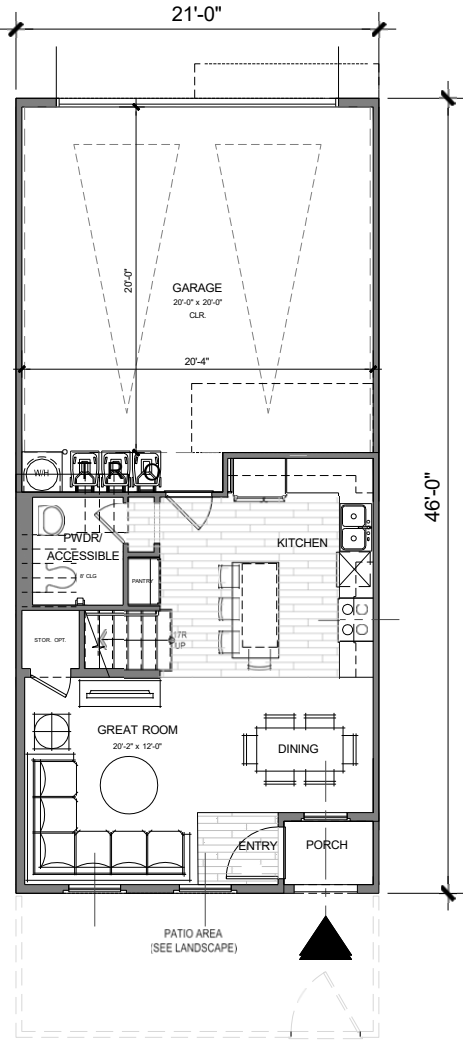 21'-0"
46'-0"
20'-0"
GARAGE
20'-0" x 20'-0"
CLR.
20'-4"
W/H
T
R
O
KITCHEN
PWDR/
ACCESSIBLE
8' CLG
PANTRY
STOR. OPT.
17R
UP
GREAT ROOM
20'-2" x 12'-0"
DINING
ENTRY
PORCH
PATIO AREA
(SEE LANDSCAPE)